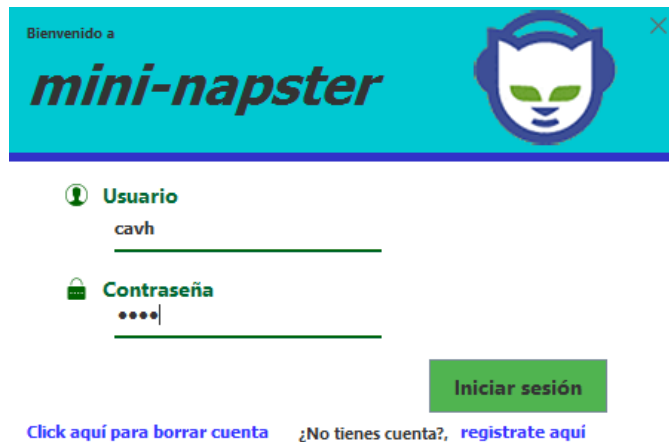 Bienvenido a
mini-napster
Usuario
cavh
Contraseña
••••
Iniciar sesión
Click aquí para borrar cuenta ¿No tienes cuenta?, registrate aquí